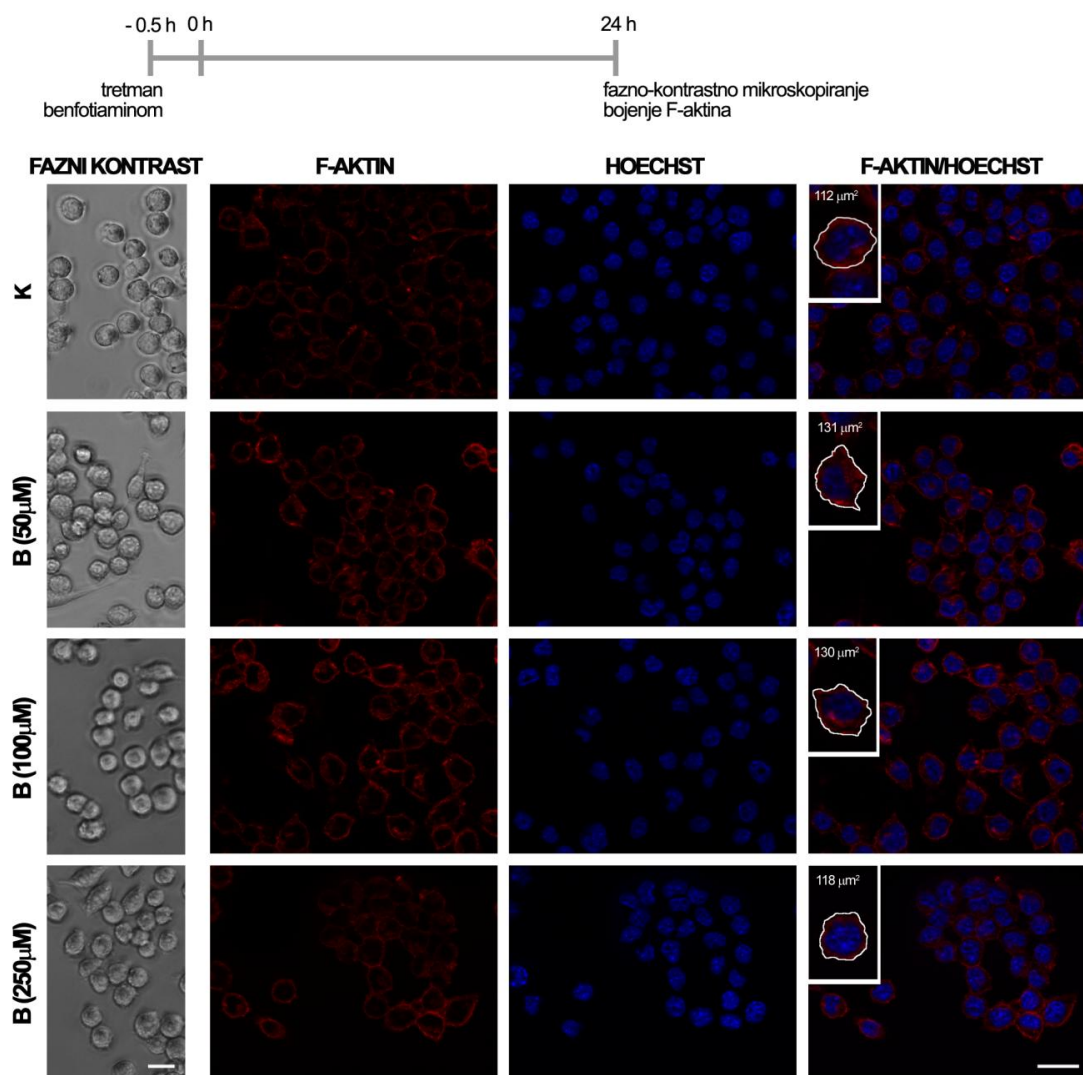 - 0.5 h 0 h 24 h
tretman
benfotiaminom
fazno-kontrastno mikroskopiranje
bojenje F-aktina
FAZNI KONTRAST F-AKTIN HOECHST F-AKTIN/HOECHST
K
112 μm²
B (50μM)
131 μm²
B (100μM)
130 μm²
B (250μM)
118 μm²